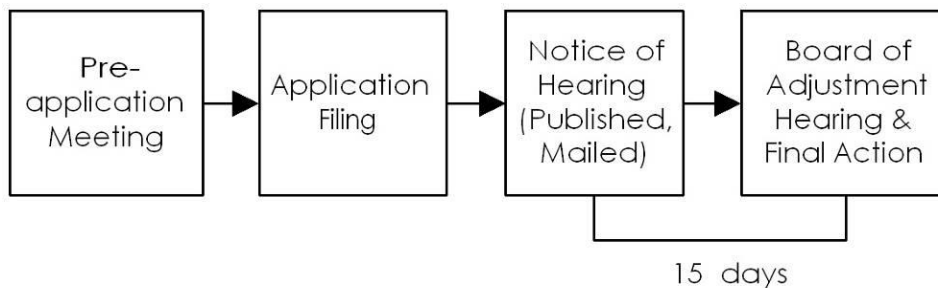 Pre-
application
Meeting
Application
Filing
Notice of
Hearing
(Published,
Mailed)
Board of
Adjustment
Hearing &
Final Action
15 days